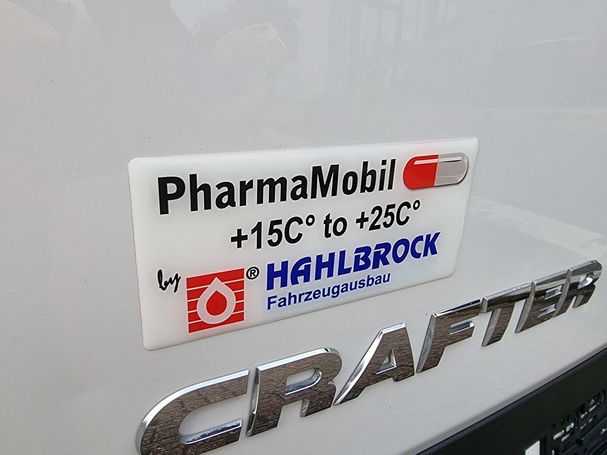 PharmaMobil
+15C° to +25C°
by ® HAHLBROCK
Fahrzeugausbau
CRAFTER